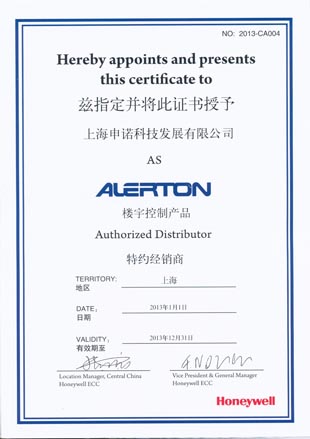 NO: 2013-CA004
Hereby appoints and presents
this certificate to
兹指定并将此证书授予
上海申诺科技发展有限公司
AS
ALERTON
楼宇控制产品
Authorized Distributor
特约经销商
TERRITORY: 上海
地区
DATE: 2013年1月1日
日期
VALIDITY: 2013年12月31日
有效期至
Location Manager, Central China
Honeywell ECC
Vice President & General Manager
Honeywell ECC
Honeywell